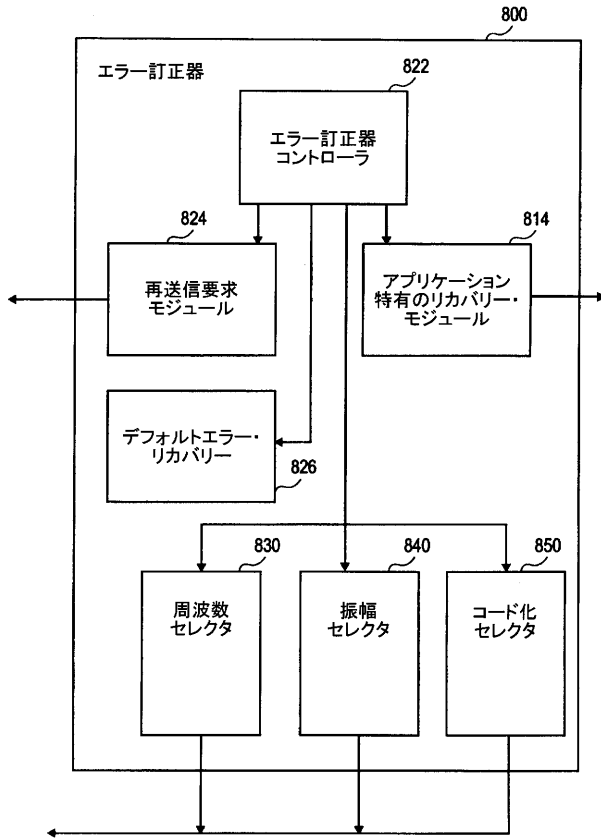 800
エラー訂正器
822
エラー訂正器
コントローラ
824
再送信要求
モジュール
814
アプリケーション
特有のリカバリー・
モジュール
デフォルトエラー・
リカバリー
826
830
周波数
セレクタ
840
振幅
セレクタ
850
コード化
セレクタ